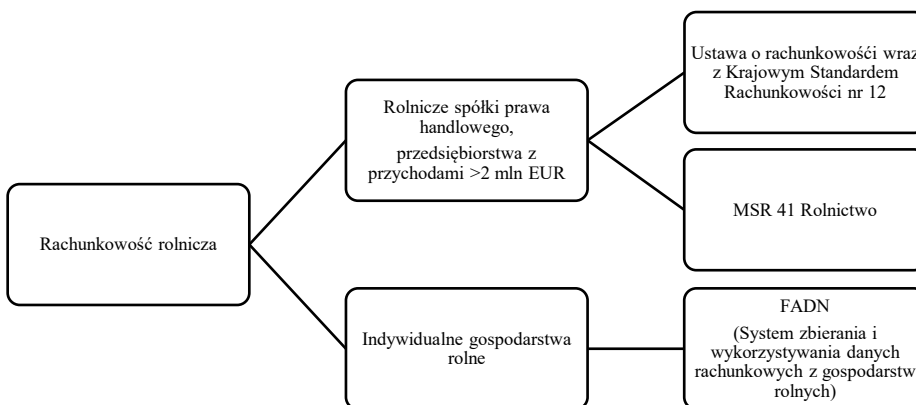 Rachunkowość rolnicza
Rolnicze spółki prawa
handlowego,
przedsiębiorstwa z
przychodami >2 mln EUR
Ustawa o rachunkowośći wraz
z Krajowym Standardem
Rachunkowości nr 12
MSR 41 Rolnictwo
Indywidualne gospodarstwa
rolne
FADN
(System zbierania i
wykorzystywania danych
rachunkowych z gospodarstw
rolnych)